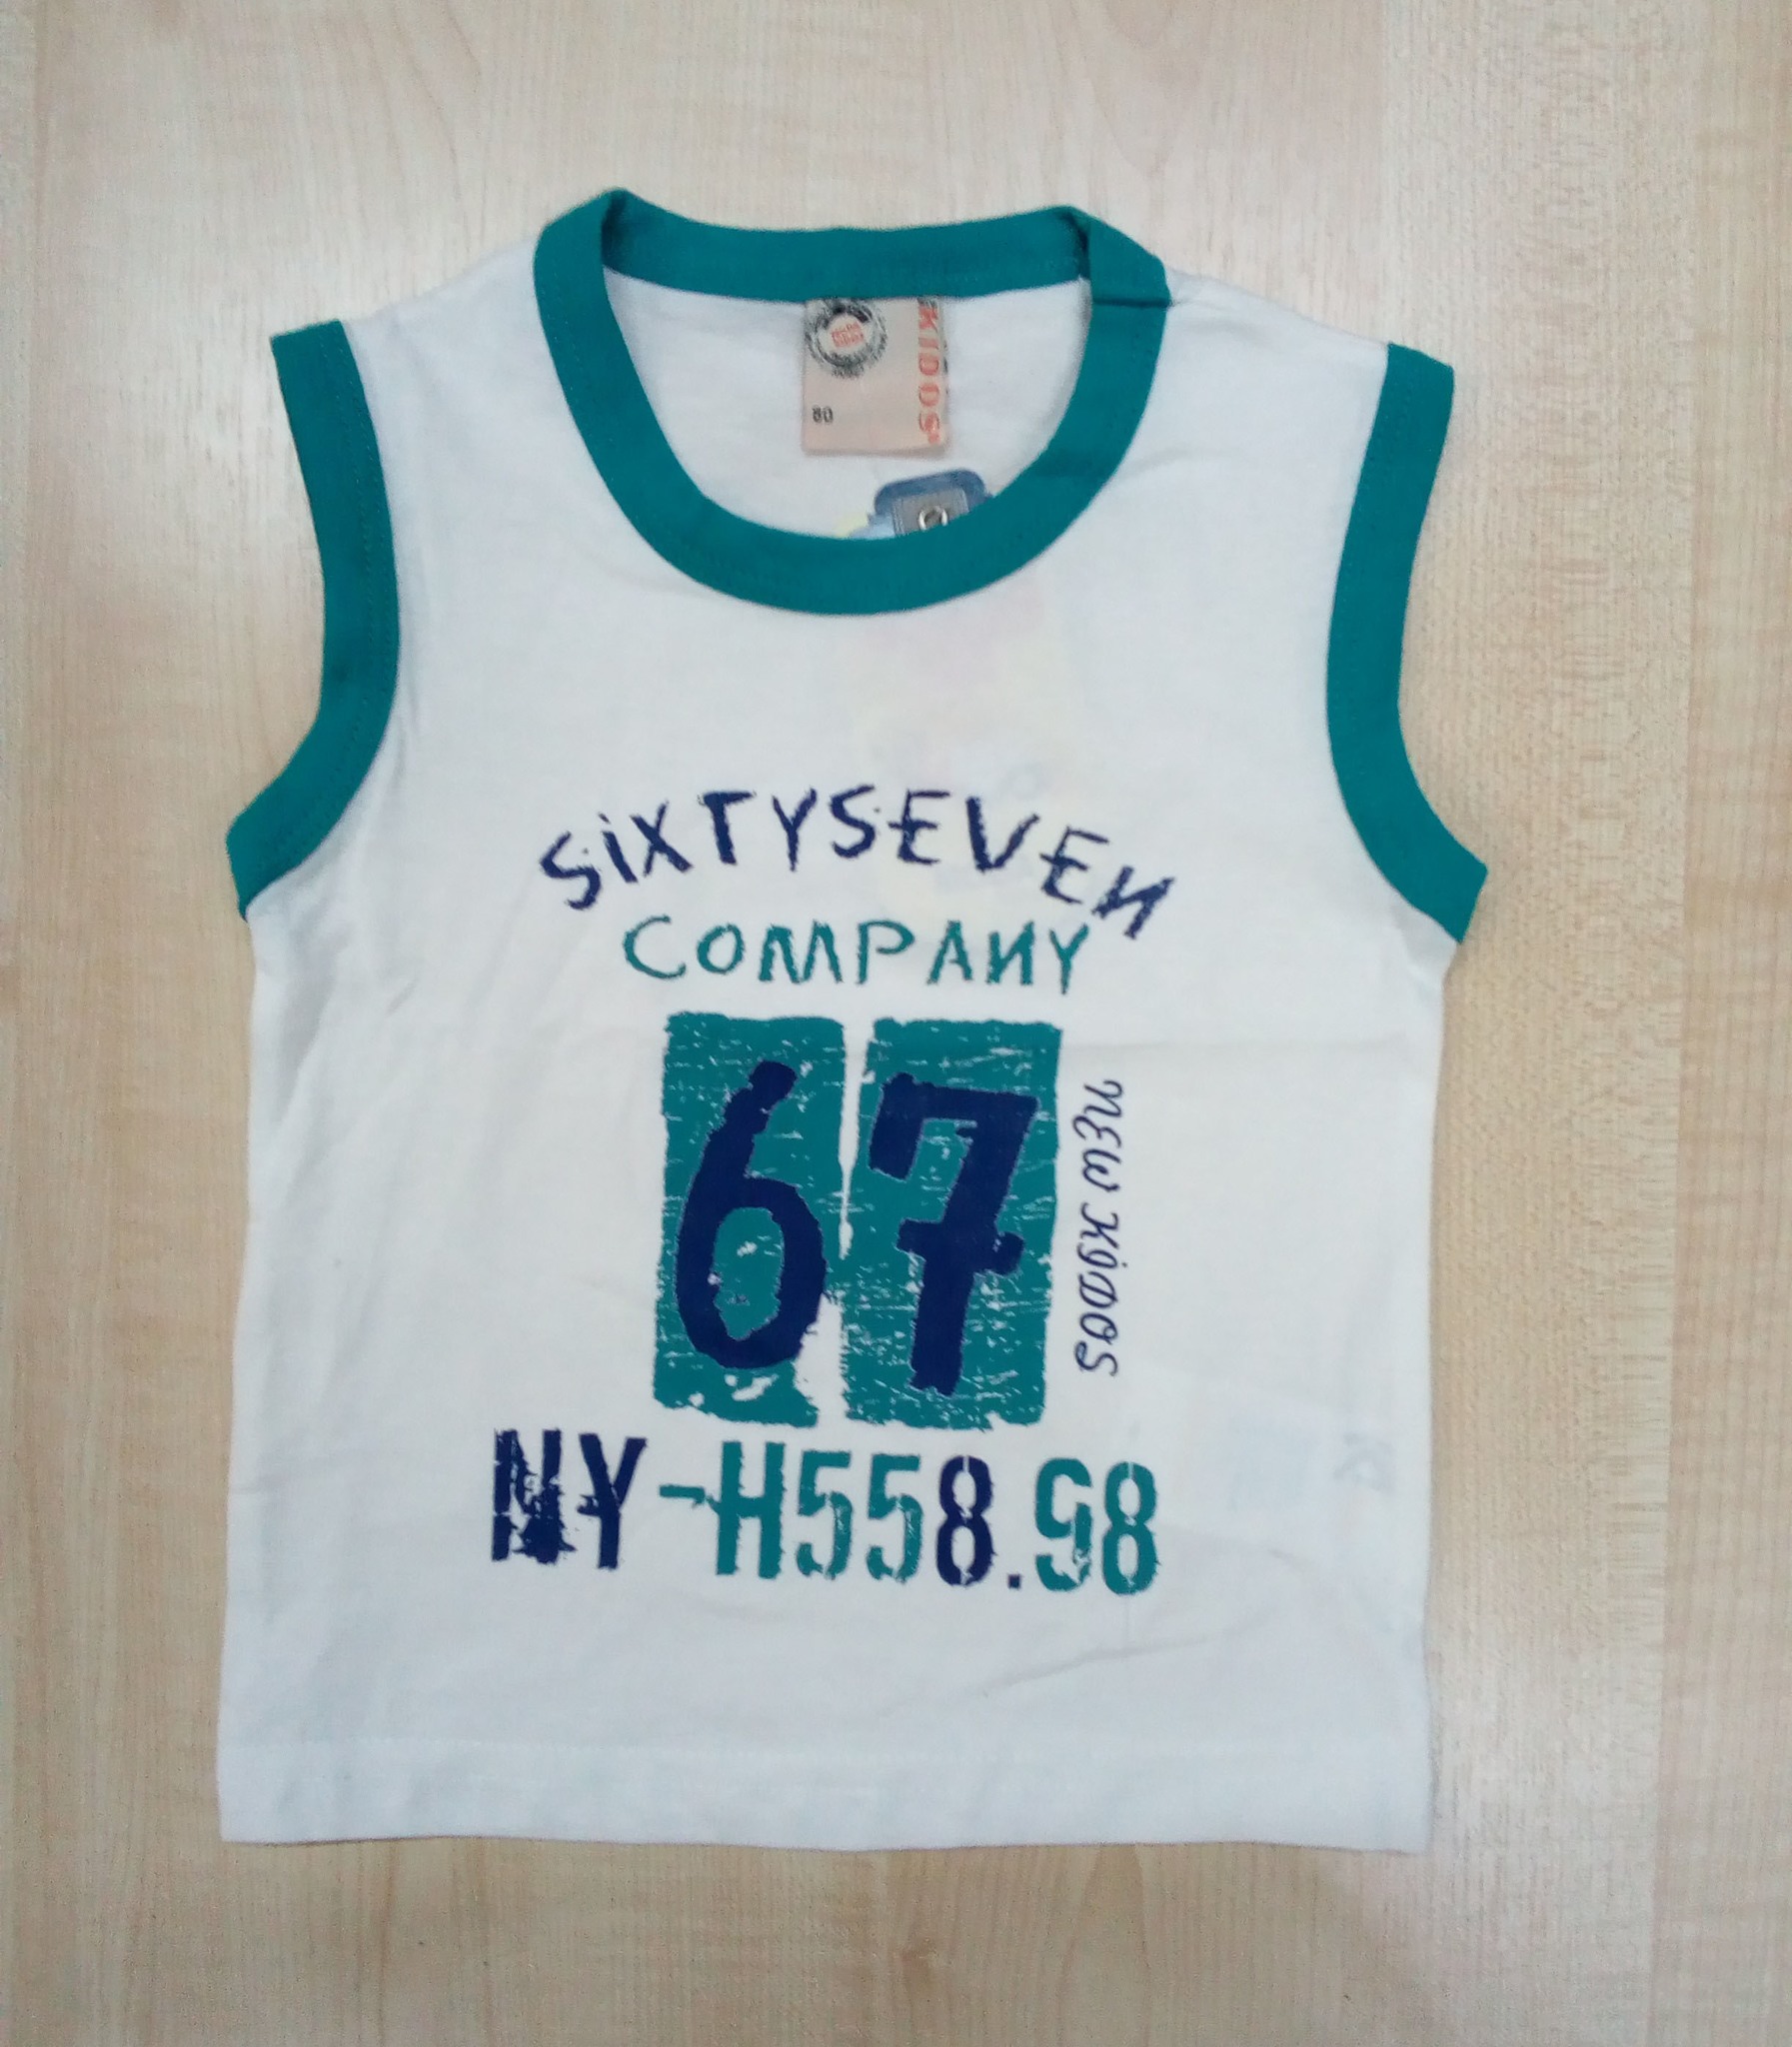 KIDOS
80
SiXTYSEVEN
COMPANY
67
NEW KiDOS
NY-H558.98